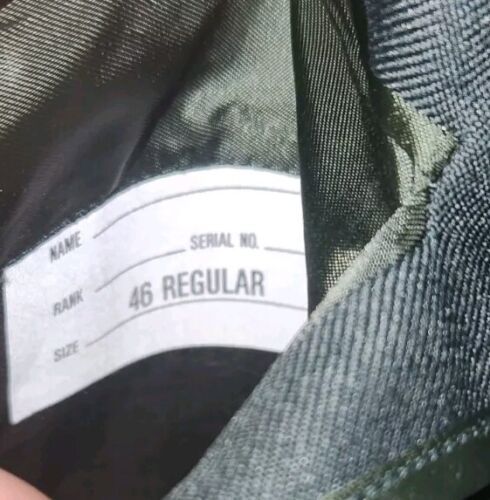 NAME
SERIAL NO.
RANK
46 REGULAR
SIZE